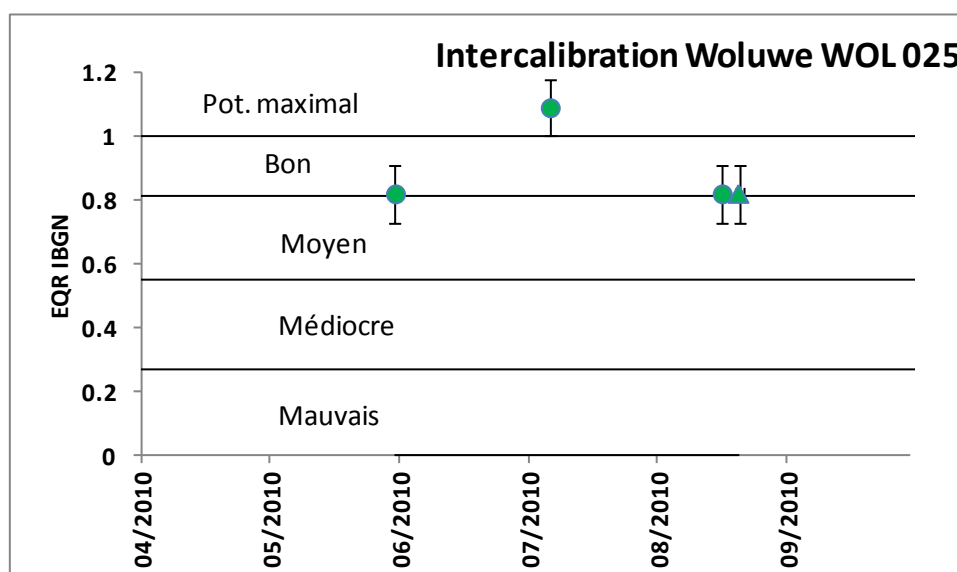 Intercalibration Woluwe WOL 025
1.2
Pot. maximal
1
Bon
0.8
Moyen
0.6
Médiocre
0.4
0.2
Mauvais
0
EQR IBGN
04/2010
05/2010
06/2010
07/2010
08/2010
09/2010